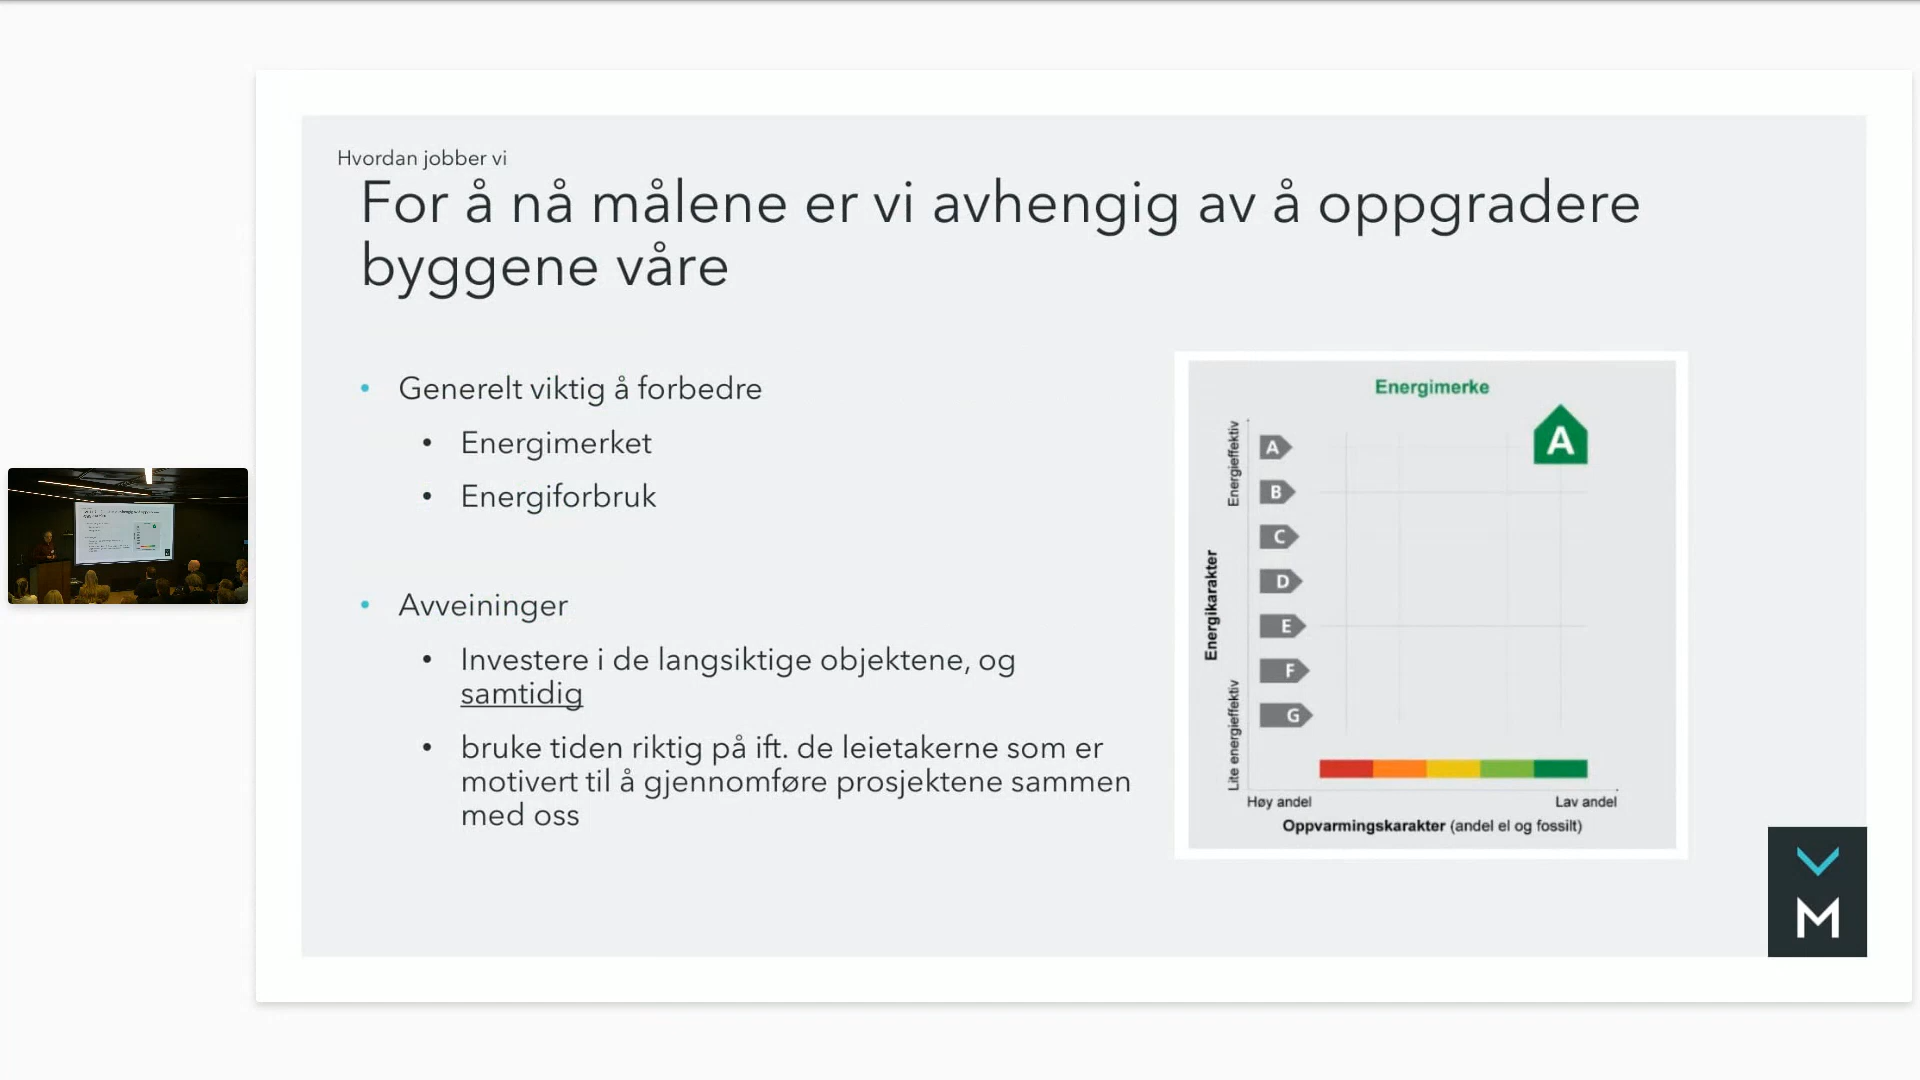 Hvordan jobber vi
For å nå målene er vi avhengig av å oppgradere
byggene våre
• Generelt viktig å forbedre
• Energimerket
• Energiforbruk
• Avveininger
• Investere i de langsiktige objektene, og
samtidig
• bruke tiden riktig på ift. de leietakerne som er
motivert til å gjennomføre prosjektene sammen
med oss
Energimerke
A
Energieffektiv
A
B
C
D
E
F
G
Energikarakter
Lite energieffektiv
Høy andel
Lav andel
Oppvarmingskarakter (andel el og fossilt)
M